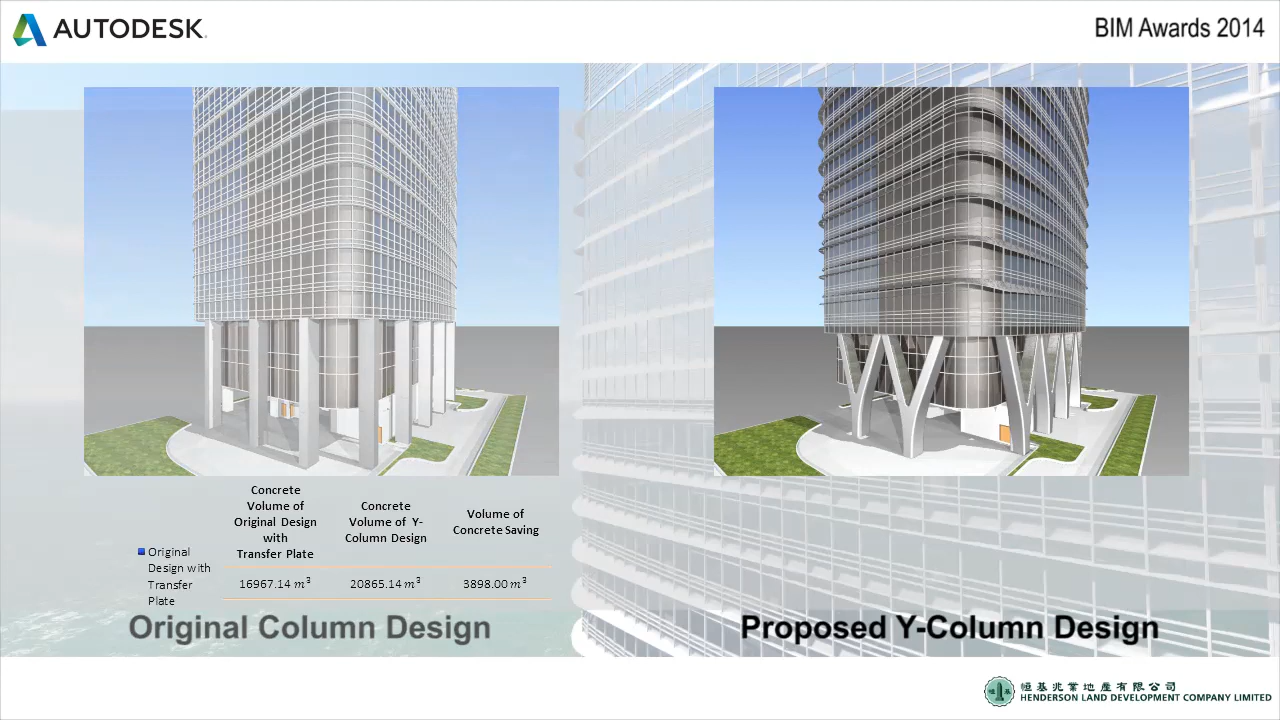 AUTODESK
BIM Awards 2014
Concrete
Volume of
Original Design
with
Transfer Plate
Concrete
Volume of Y-
Column Design
Volume of
Concrete Saving
Original
Design with
Transfer
Plate
16967.14 m³
20865.14 m³
3898.00 m³
Original Column Design
Proposed Y-Column Design
恒基兆業地產有限公司
HENDERSON LAND DEVELOPMENT COMPANY LIMITED